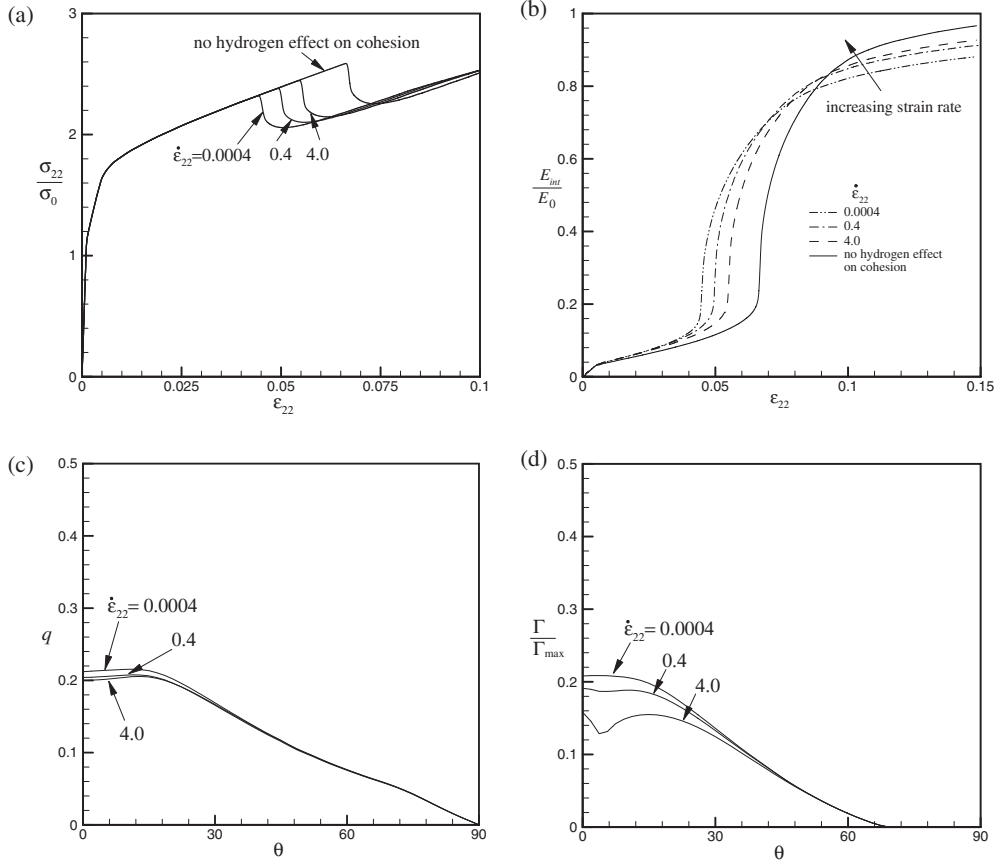 (a)
3
2
1
0
σ22
σ0
no hydrogen effect on cohesion
ε̇22=0.0004
0.4
4.0
0
0.025
0.05
0.075
0.1
ε22
(b)
1
0.8
0.6
0.4
0.2
0
Eint
E0
increasing strain rate
ε̇22
0.0004
0.4
4.0
no hydrogen effect
on cohesion
0
0.05
0.1
0.15
ε22
(c)
0.5
0.4
0.3
0.2
0.1
0
q
ε̇22= 0.0004
0.4
4.0
0
30
60
90
θ
(d)
0.5
0.4
0.3
0.2
0.1
0
Γ
Γmax
ε̇22= 0.0004
0.4
4.0
0
30
60
90
θ